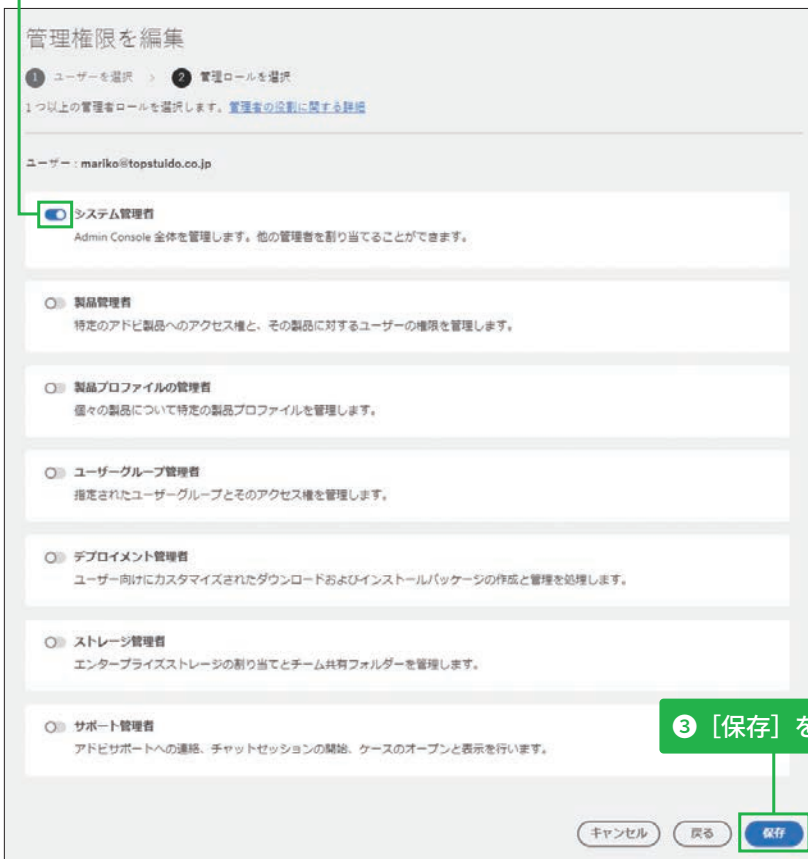 管理権限を編集
1 ユーザーを選択 > 2 管理ロールを選択
1つ以上の管理者ロールを選択します。管理者の役割に関する詳細
ユーザー : mariko@topstuido.co.jp
システム管理者
Admin Console 全体を管理します。他の管理者を割り当てることができます。
製品管理者
特定のアドビ製品へのアクセス権と、その製品に対するユーザーの権限を管理します。
製品プロファイルの管理者
個々の製品について特定の製品プロファイルを管理します。
ユーザーグループ管理者
指定されたユーザーグループとそのアクセス権を管理します。
デプロイメント管理者
ユーザー向けにカスタマイズされたダウンロードおよびインストールパッケージの作成と管理を処理します。
ストレージ管理者
エンタープライズストレージの割り当てとチーム共有フォルダーを管理します。
サポート管理者
アドビサポートへの連絡、チャットセッションの開始、ケースのオープンと表示を行います。
❸［保存］を
キャンセル 戻る 保存